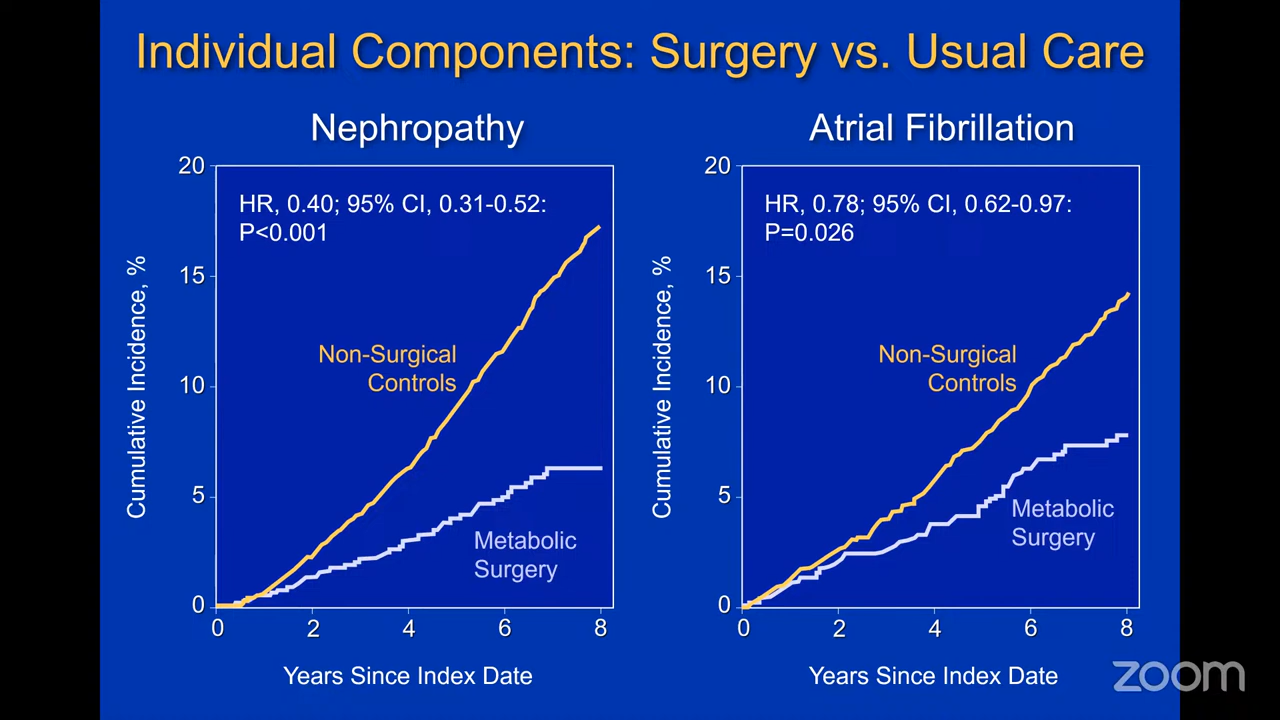 Individual Components: Surgery vs. Usual Care
Nephropathy
20
15
10
5
0
Cumulative Incidence, %
HR, 0.40; 95% CI, 0.31-0.52:
P<0.001
Non-Surgical
Controls
Metabolic
Surgery
0 2 4 6 8
Years Since Index Date
Atrial Fibrillation
20
15
10
5
0
Cumulative Incidence, %
HR, 0.78; 95% CI, 0.62-0.97:
P=0.026
Non-Surgical
Controls
Metabolic
Surgery
0 2 4 6 8
Years Since Index Date
zoom